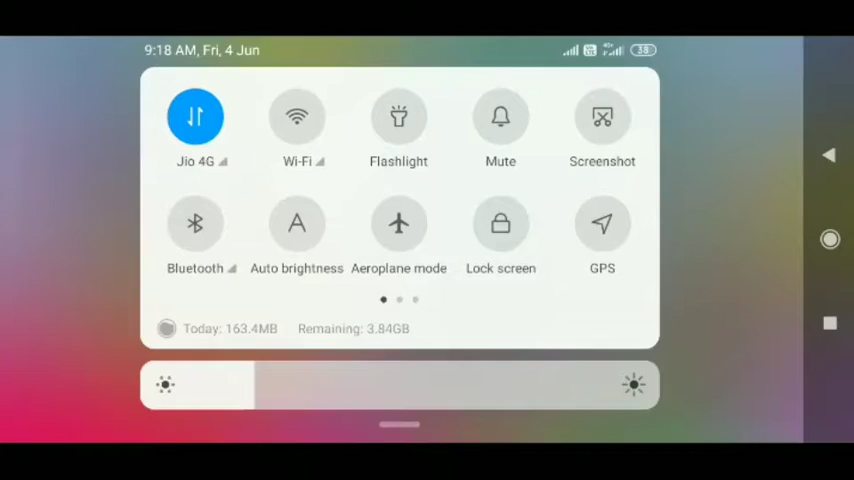 9:18 AM, Fri, 4 Jun 38
Jio 4G Wi-Fi Flashlight Mute Screenshot
Bluetooth Auto brightness Aeroplane mode Lock screen GPS
Today: 163.4MB Remaining: 3.84GB